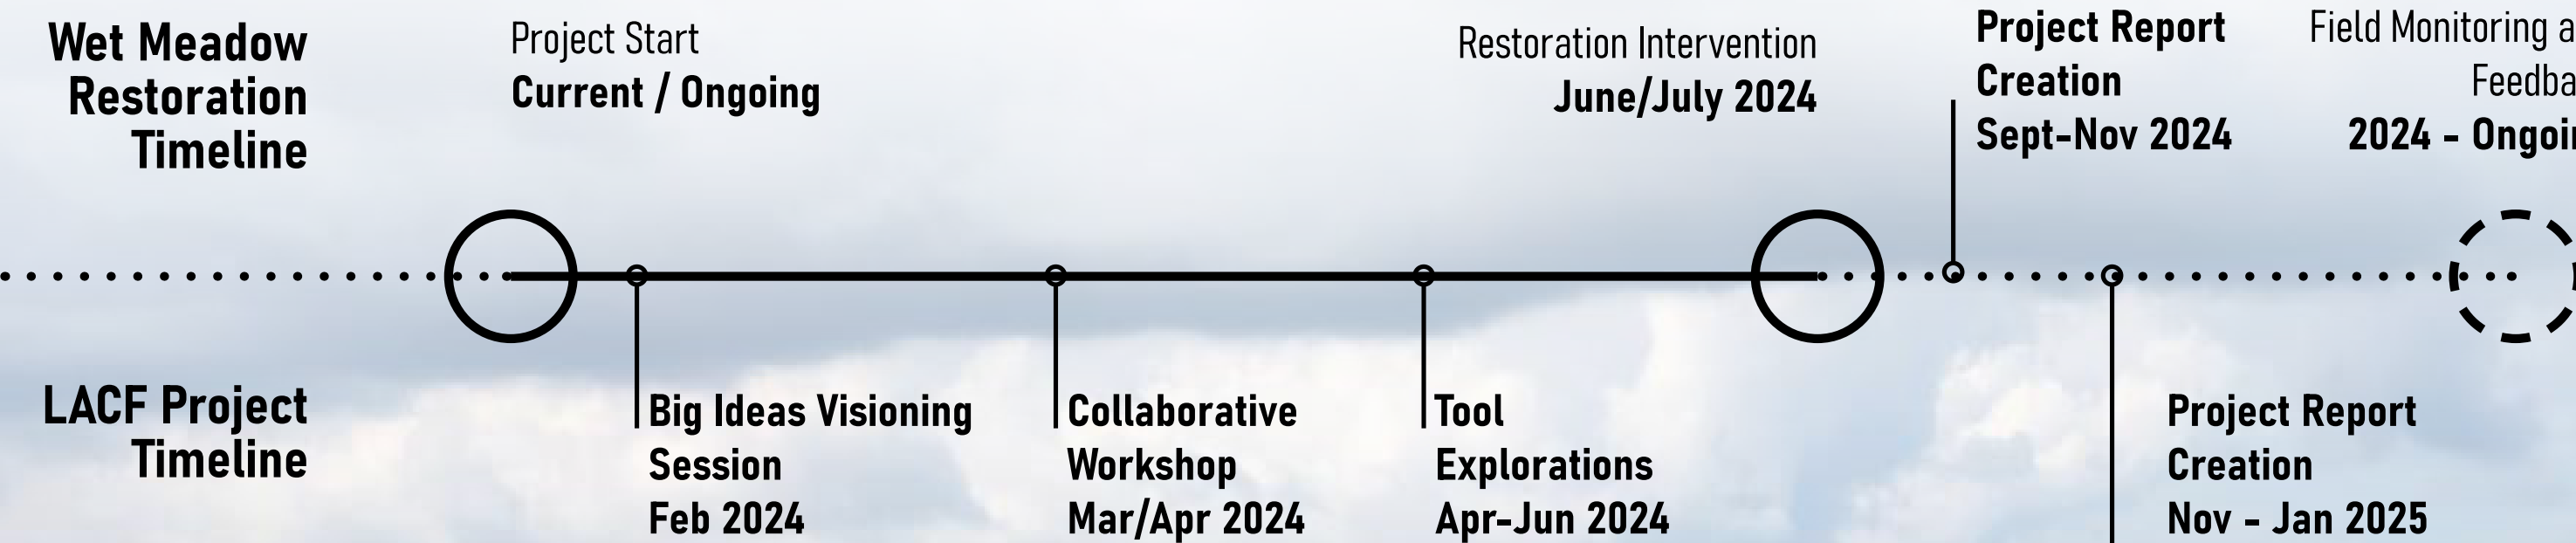 Wet Meadow
Restoration
Timeline
Project Start
Current / Ongoing
Restoration Intervention
June/July 2024
Project Report
Creation
Sept-Nov 2024
Field Monitoring
2024 -
LACF Project
Timeline
Big Ideas Visioning
Session
Feb 2024
Collaborative
Workshop
Mar/Apr 2024
Tool
Explorations
Apr-Jun 2024
Project Report
Creation
Nov - Jan 2025